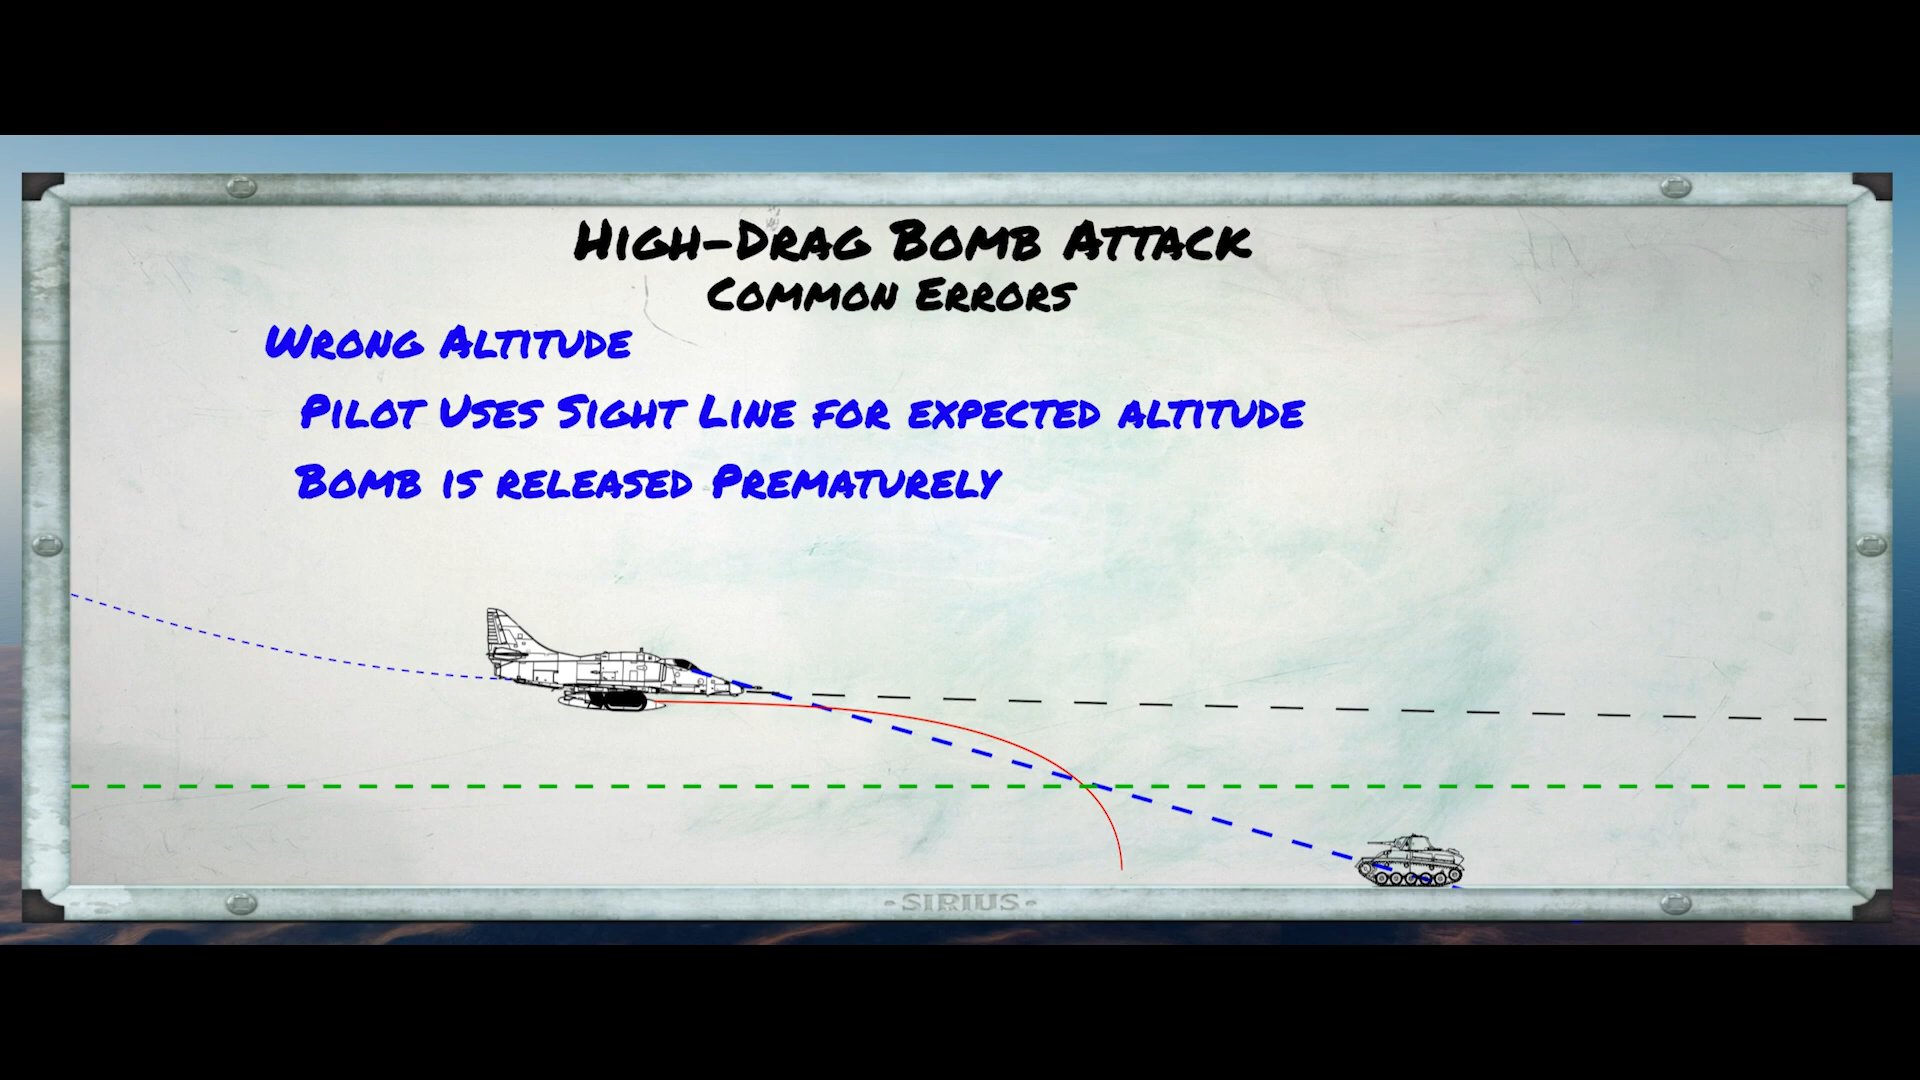 High-Drag Bomb Attack
Common Errors
Wrong Altitude
Pilot Uses Sight Line for expected altitude
Bomb is released Prematurely
-SIRIUS-